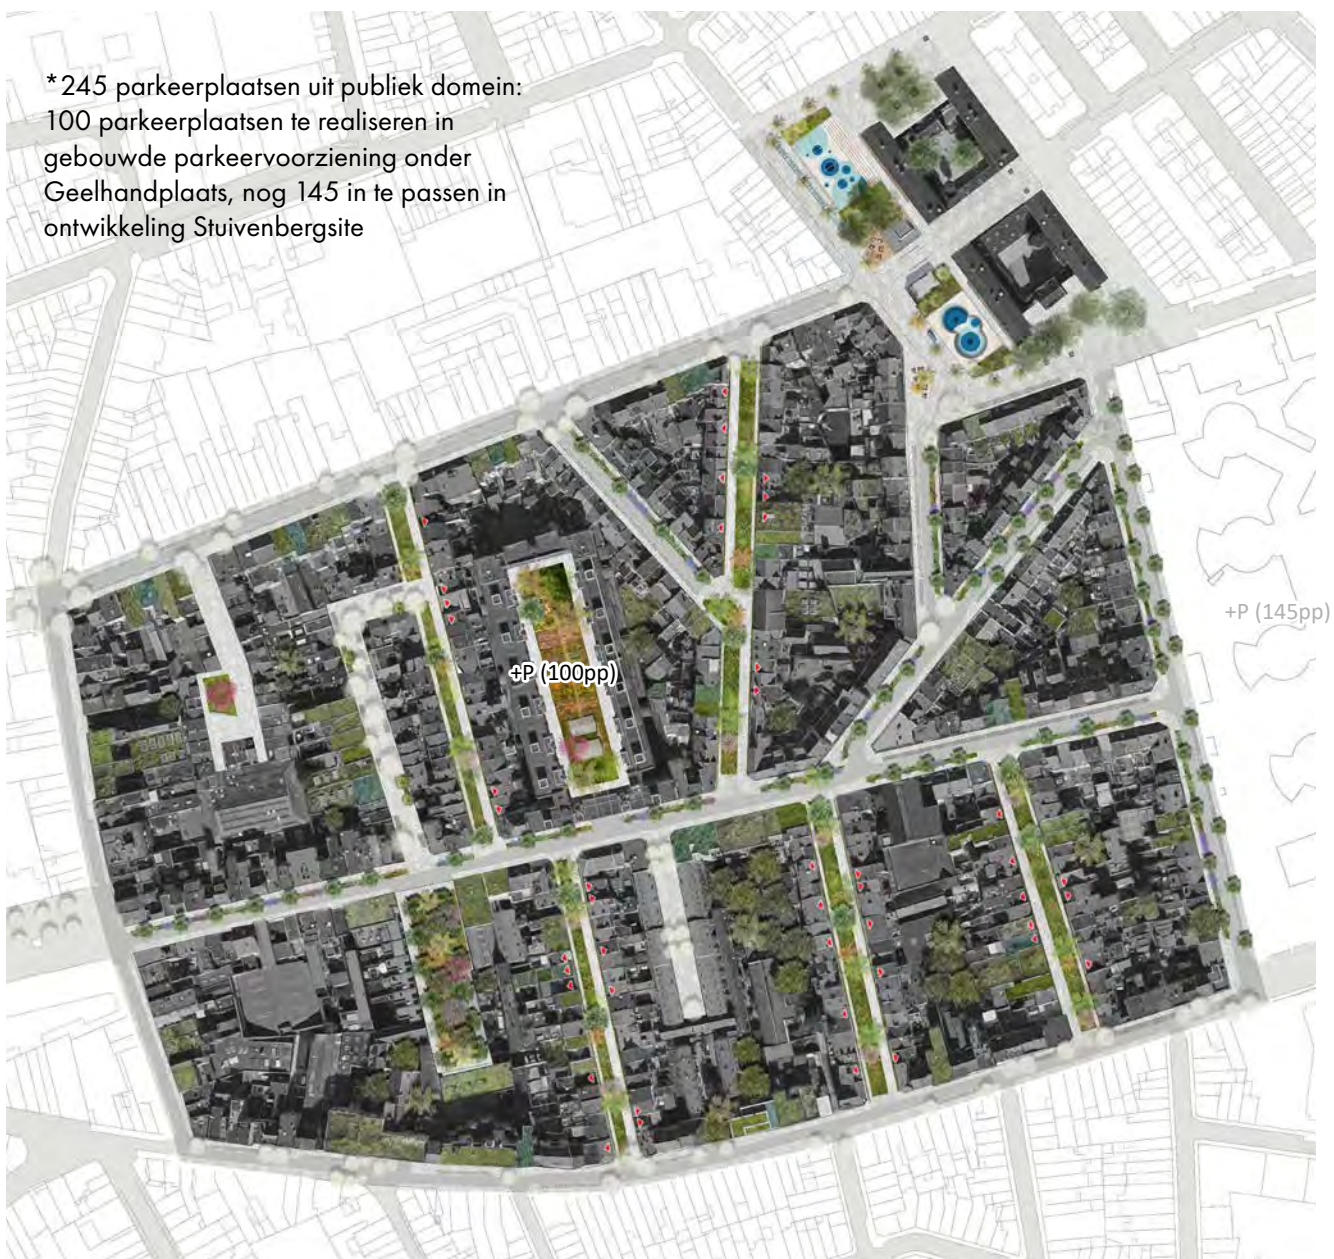 *245 parkeerplaatsen uit publiek domein:
100 parkeerplaatsen te realiseren in
gebouwde parkeervoorziening onder
Geelhandplaats, nog 145 in te passen in
ontwikkeling Stuivenbergsite
+P (145pp)
+P (100pp)